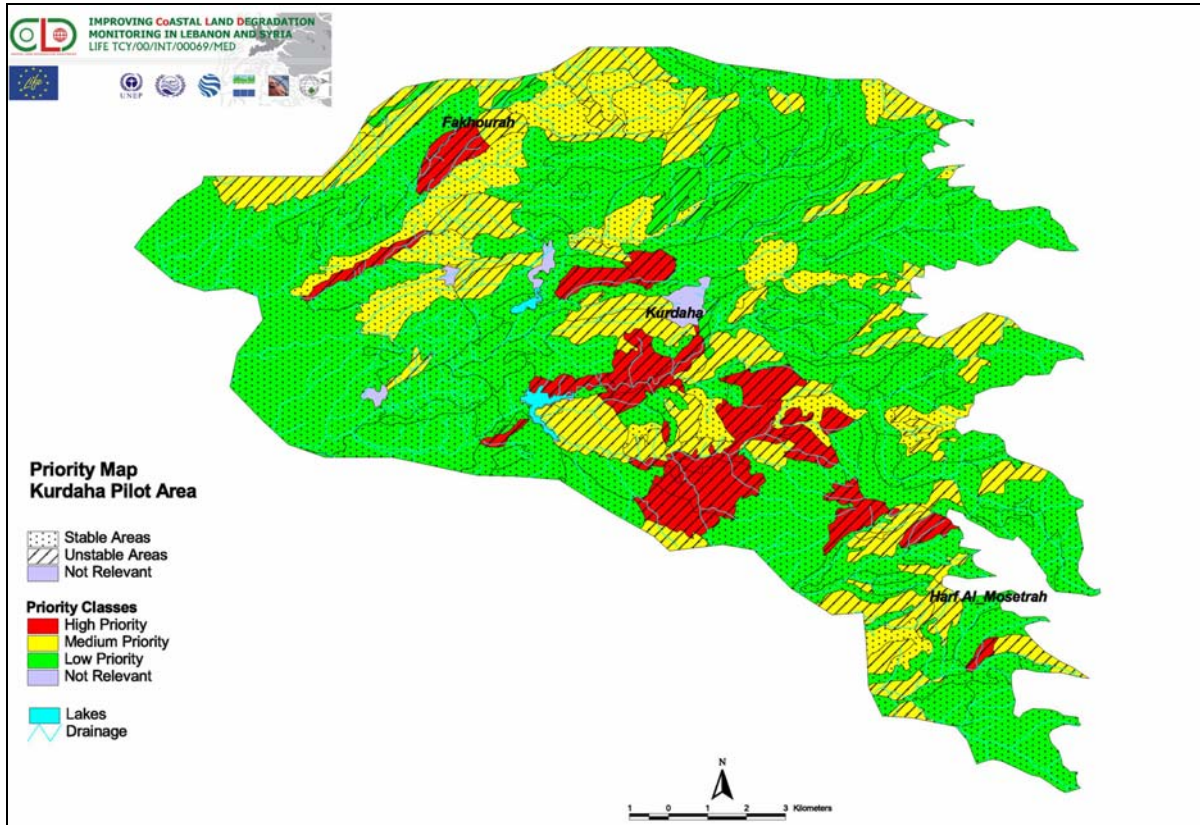 IMPROVING CoASTAL LAND DEGRADATION
MONITORING IN LEBANON AND SYRIA
LIFE TCY/00/INT/00069/MED
CLD
Life
UNEP
Fakhourah
Kurdaha
Harf Al_Mosetrah
Priority Map
Kurdaha Pilot Area
Stable Areas
Unstable Areas
Not Relevant
Priority Classes
High Priority
Medium Priority
Low Priority
Not Relevant
Lakes
Drainage
N
1 0 1 2 3 Kilometers